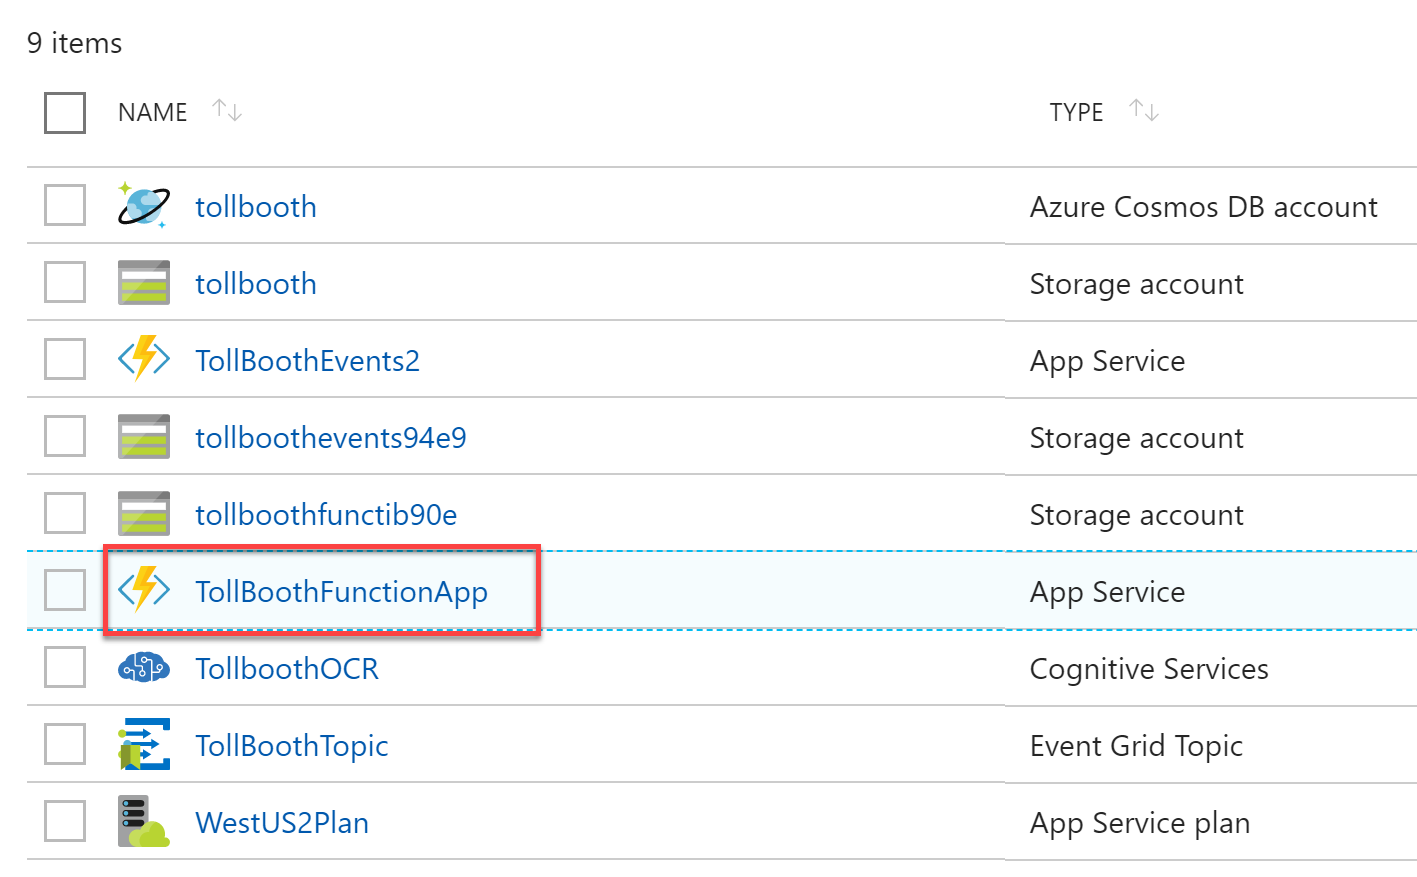 9 items
NAME TYPE
tollbooth Azure Cosmos DB account
tollbooth Storage account
TollBoothEvents2 App Service
tollboothevents94e9 Storage account
tollboothfunctib90e Storage account
TollBoothFunctionApp App Service
TollboothOCR Cognitive Services
TollBoothTopic Event Grid Topic
WestUS2Plan App Service plan